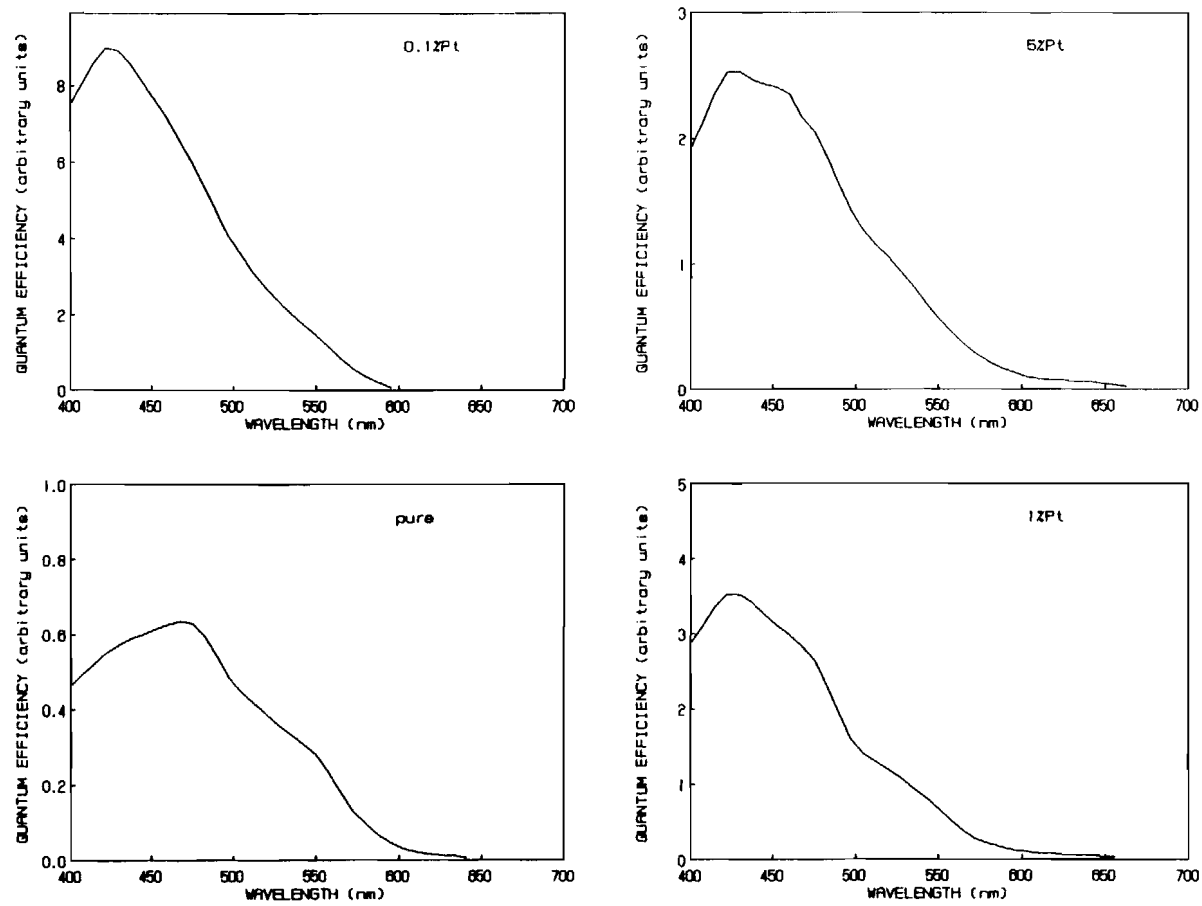 0.1%Pt
QUANTUM EFFICIENCY (arbitrary units)
8
6
4
2
0
400 450 500 550 600 650 700
WAVELENGTH (nm)
5%Pt
QUANTUM EFFICIENCY (arbitrary units)
3
2
1
0
400 450 500 550 600 650 700
WAVELENGTH (nm)
pure
QUANTUM EFFICIENCY (arbitrary units)
1.0
0.8
0.6
0.4
0.2
0.0
400 450 500 550 600 650 700
WAVELENGTH (nm)
1%Pt
QUANTUM EFFICIENCY (arbitrary units)
5
4
3
2
1
0
400 450 500 550 600 650 700
WAVELENGTH (nm)